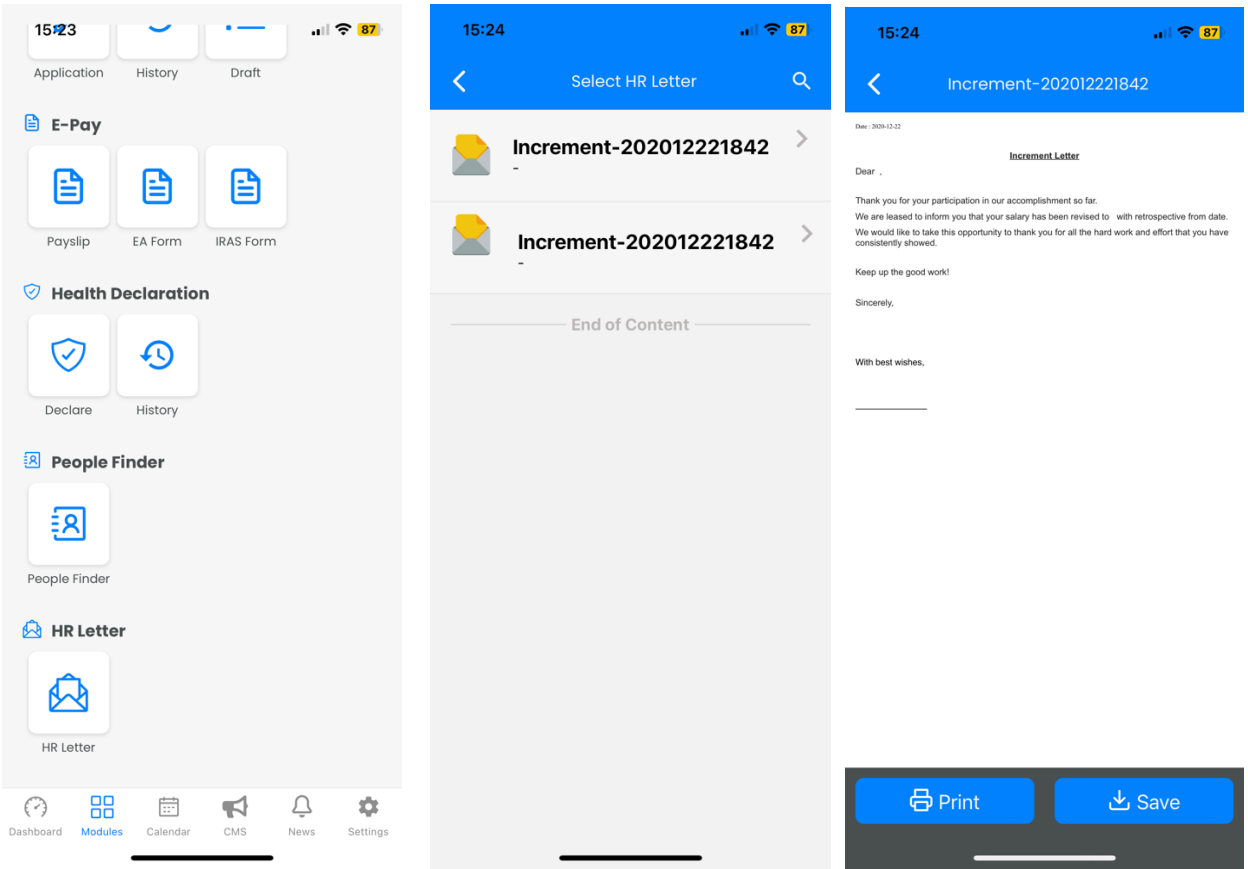 15:23
87
Application History Draft
E-Pay
Payslip EA Form IRAS Form
Health Declaration
Declare History
People Finder
People Finder
HR Letter
HR Letter
Dashboard Modules Calendar CMS News Settings
15:24
87
Select HR Letter
Increment-202012221842
-
Increment-202012221842
-
End of Content
15:24
87
Increment-202012221842
Date : 2020-12-22
Increment Letter
Dear ,
Thank you for your participation in our accomplishment so far.
We are leased to inform you that your salary has been revised to with retrospective from date.
We would like to take this opportunity to thank you for all the hard work and effort that you have
consistently showed.
Keep up the good work!
Sincerely,
With best wishes,
Print Save